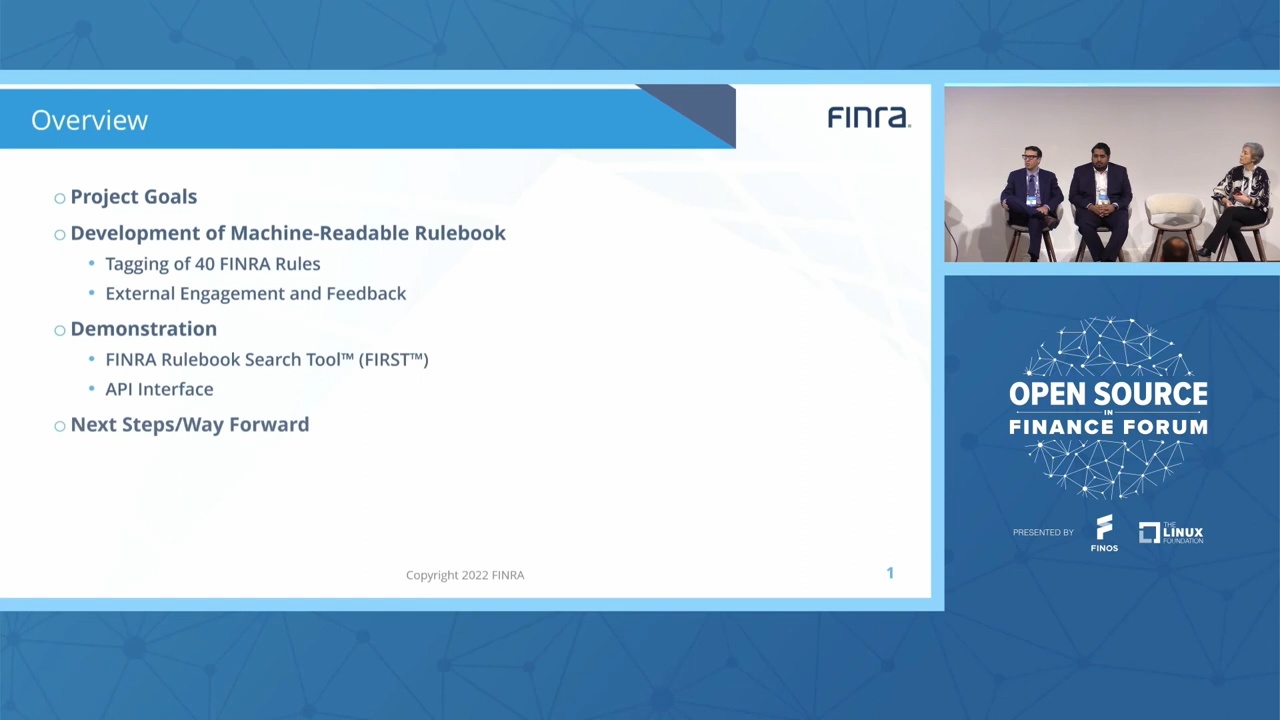 Overview
FINRA
Project Goals
Development of Machine-Readable Rulebook
Tagging of 40 FINRA Rules
External Engagement and Feedback
Demonstration
FINRA Rulebook Search Tool™ (FIRST™)
API Interface
Next Steps/Way Forward
Copyright 2022 FINRA
1
OPEN SOURCE
IN
FINANCE FORUM
PRESENTED BY
FINOS
THE
LINUX
FOUNDATION